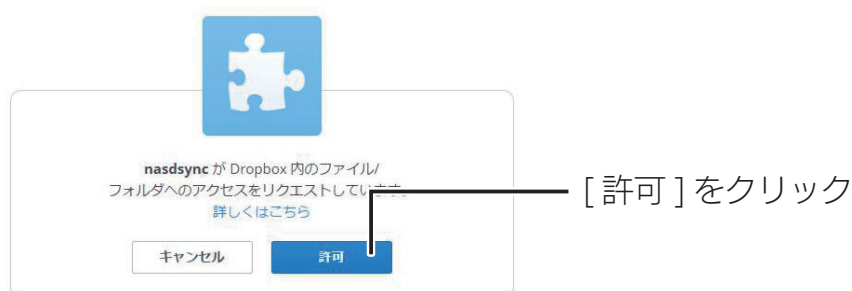 nasdsync が Dropbox 内のファイル/
フォルダへのアクセスをリクエストしています.
詳しくはこちら
キャンセル
許可
[ 許可 ] をクリック